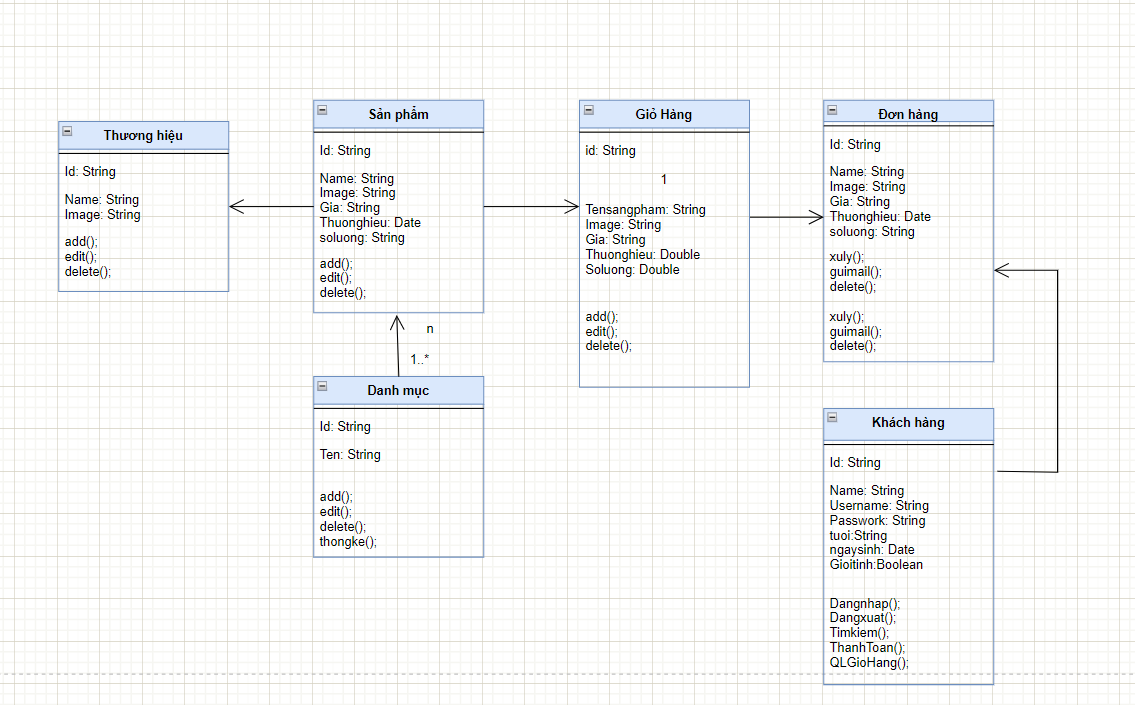 Thương hiệu
Id: String
Name: String
Image: String
add();
edit();
delete();
Sản phẩm
Id: String
Name: String
Image: String
Gia: String
Thuonghieu: Date
soluong: String
add();
edit();
delete();
n
1..*
Danh mục
Id: String
Ten: String
add();
edit();
delete();
thongke();
Giỏ Hàng
id: String
1
Tensangpham: String
Image: String
Gia: String
Thuonghieu: Double
Soluong: Double
add();
edit();
delete();
Đơn hàng
Id: String
Name: String
Image: String
Gia: String
Thuonghieu: Date
soluong: String
xuly();
guimail();
delete();
xuly();
guimail();
delete();
Khách hàng
Id: String
Name: String
Username: String
Passwork: String
tuoi:String
ngaysinh: Date
Gioitinh:Boolean
Dangnhap();
Dangxuat();
Timkiem();
ThanhToan();
QLGioHang();